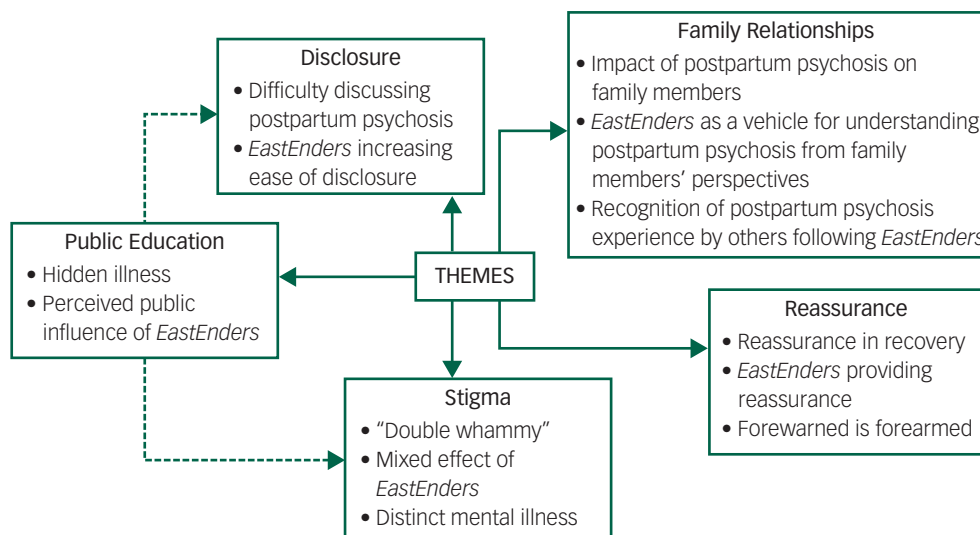 Disclosure
• Difficulty discussing
postpartum psychosis
• EastEnders increasing
ease of disclosure
Family Relationships
• Impact of postpartum psychosis on
family members
• EastEnders as a vehicle for understanding
postpartum psychosis from family
members’ perspectives
• Recognition of postpartum psychosis
experience by others following EastEnders
Public Education
• Hidden illness
• Perceived public
influence of EastEnders
THEMES
Reassurance
• Reassurance in recovery
• EastEnders providing
reassurance
• Forewarned is forearmed
Stigma
• “Double whammy”
• Mixed effect of
EastEnders
• Distinct mental illness